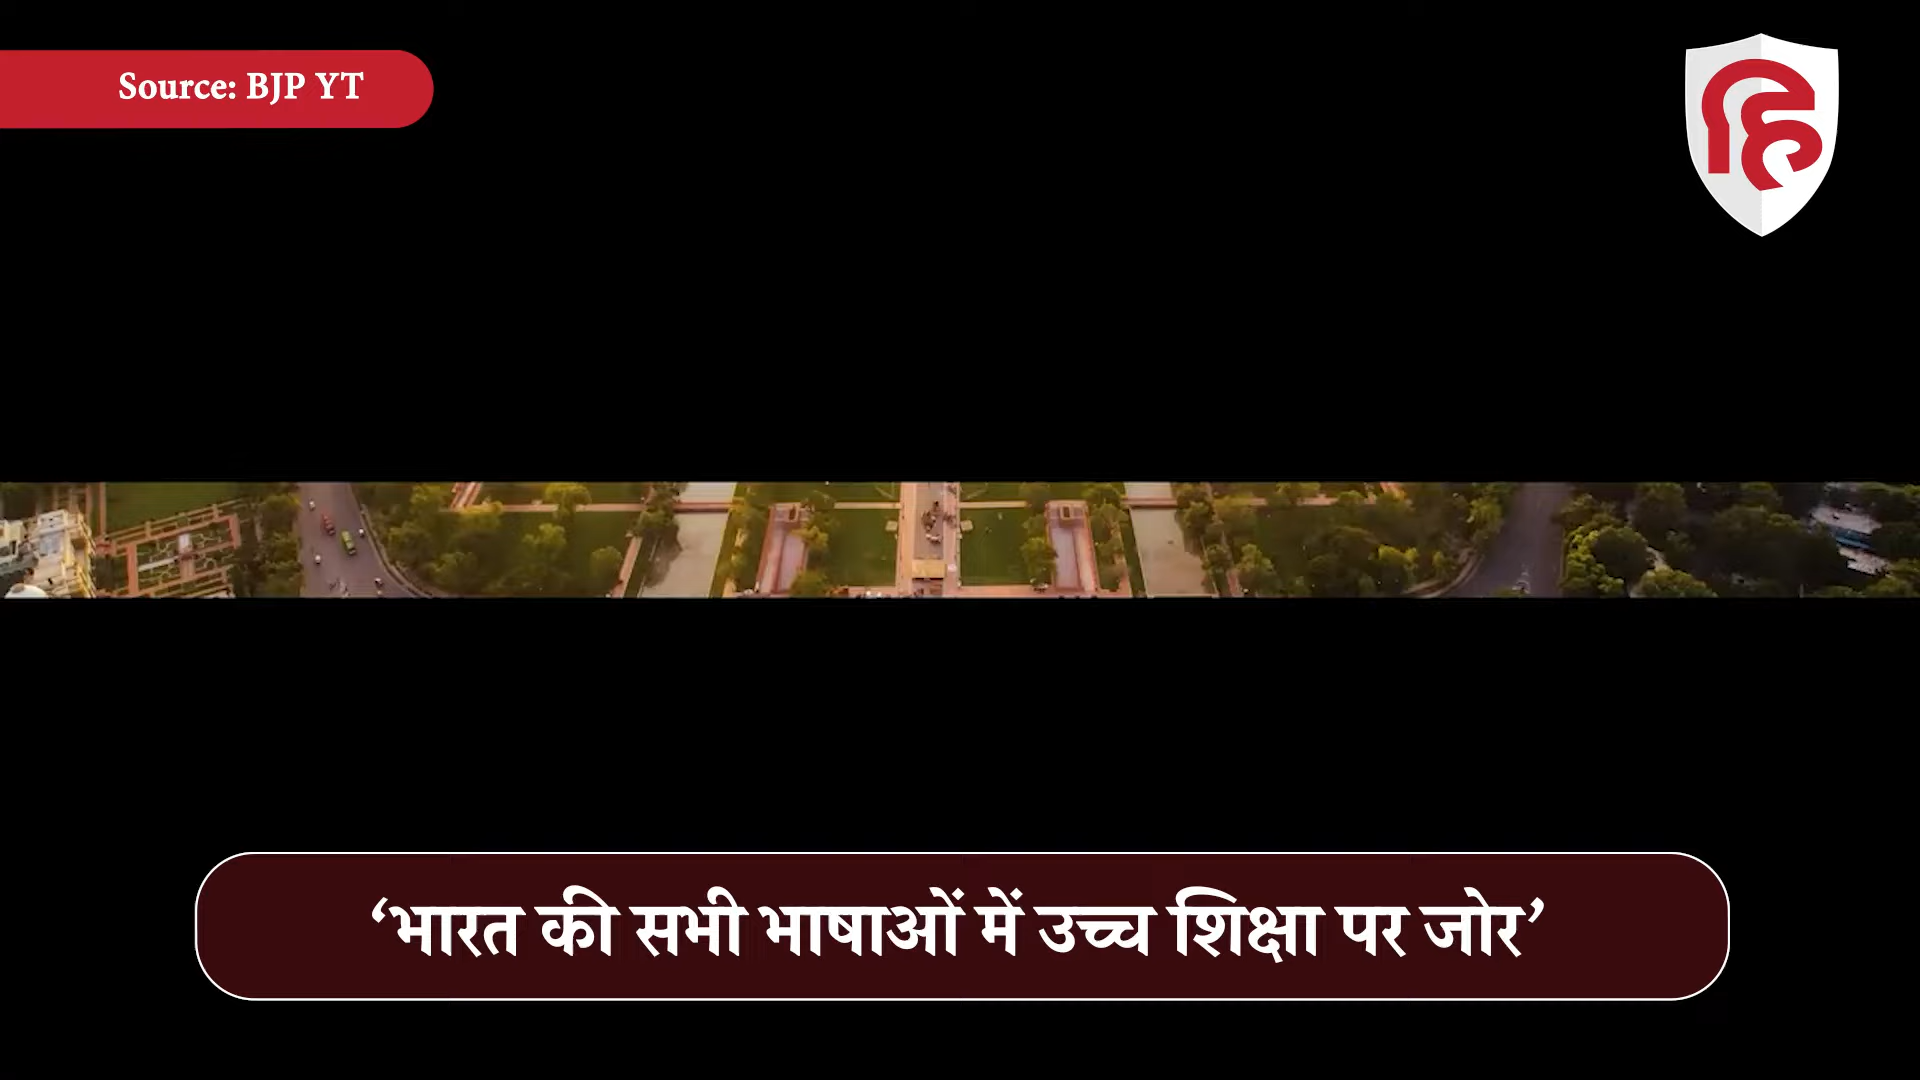 Source: BJP YT
हि
‘भारत की सभी भाषाओं में उच्च शिक्षा पर जोर’